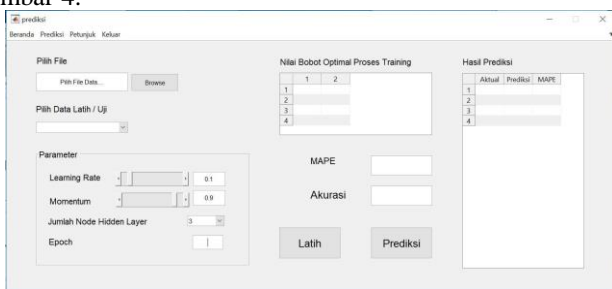 mbar 4.
prediksi
Beranda Prediksi Petunjuk Keluar
Pilih File
Pilih File Data...
Browse
Pilih Data Latih / Uji
Parameter
Learning Rate 0.1
Momentum 0.9
Jumlah Node Hidden Layer 3
Epoch
Nilai Bobot Optimal Proses Training
1 2
1
2
3
4
MAPE
Akurasi
Latih Prediksi
Hasil Prediksi
Aktual Prediksi MAPE
1
2
3
4